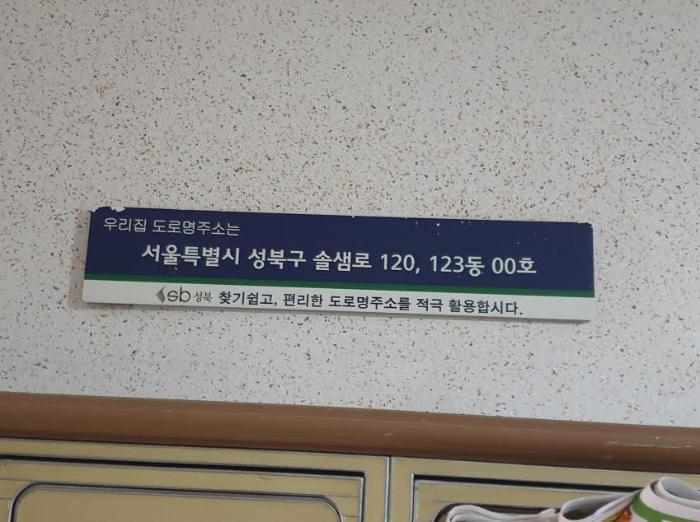 우리집 도로명주소는
서울특별시 성북구 솔샘로 120, 123동 00호
sb 성북 찾기쉽고, 편리한 도로명주소를 적극 활용합시다.